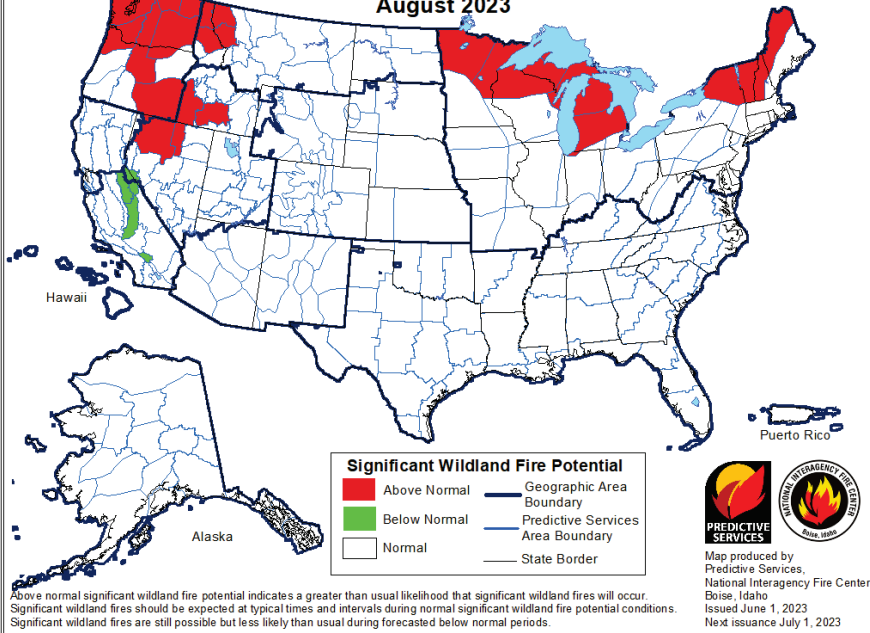 August 2023
Hawaii
Puerto Rico
Alaska
Significant Wildland Fire Potential
Above Normal
Below Normal
Normal
Geographic Area
Boundary
Predictive Services
Area Boundary
State Border
PREDICTIVE
SERVICES
NATIONAL INTERAGENCY FIRE CENTER
Boise, Idaho
Map produced by
Predictive Services,
National Interagency Fire Center
Boise, Idaho
Issued June 1, 2023
Next issuance July 1, 2023
Above normal significant wildland fire potential indicates a greater than usual likelihood that significant wildland fires will occur.
Significant wildland fires should be expected at typical times and intervals during normal significant wildland fire potential conditions.
Significant wildland fires are still possible but less likely than usual during forecasted below normal periods.